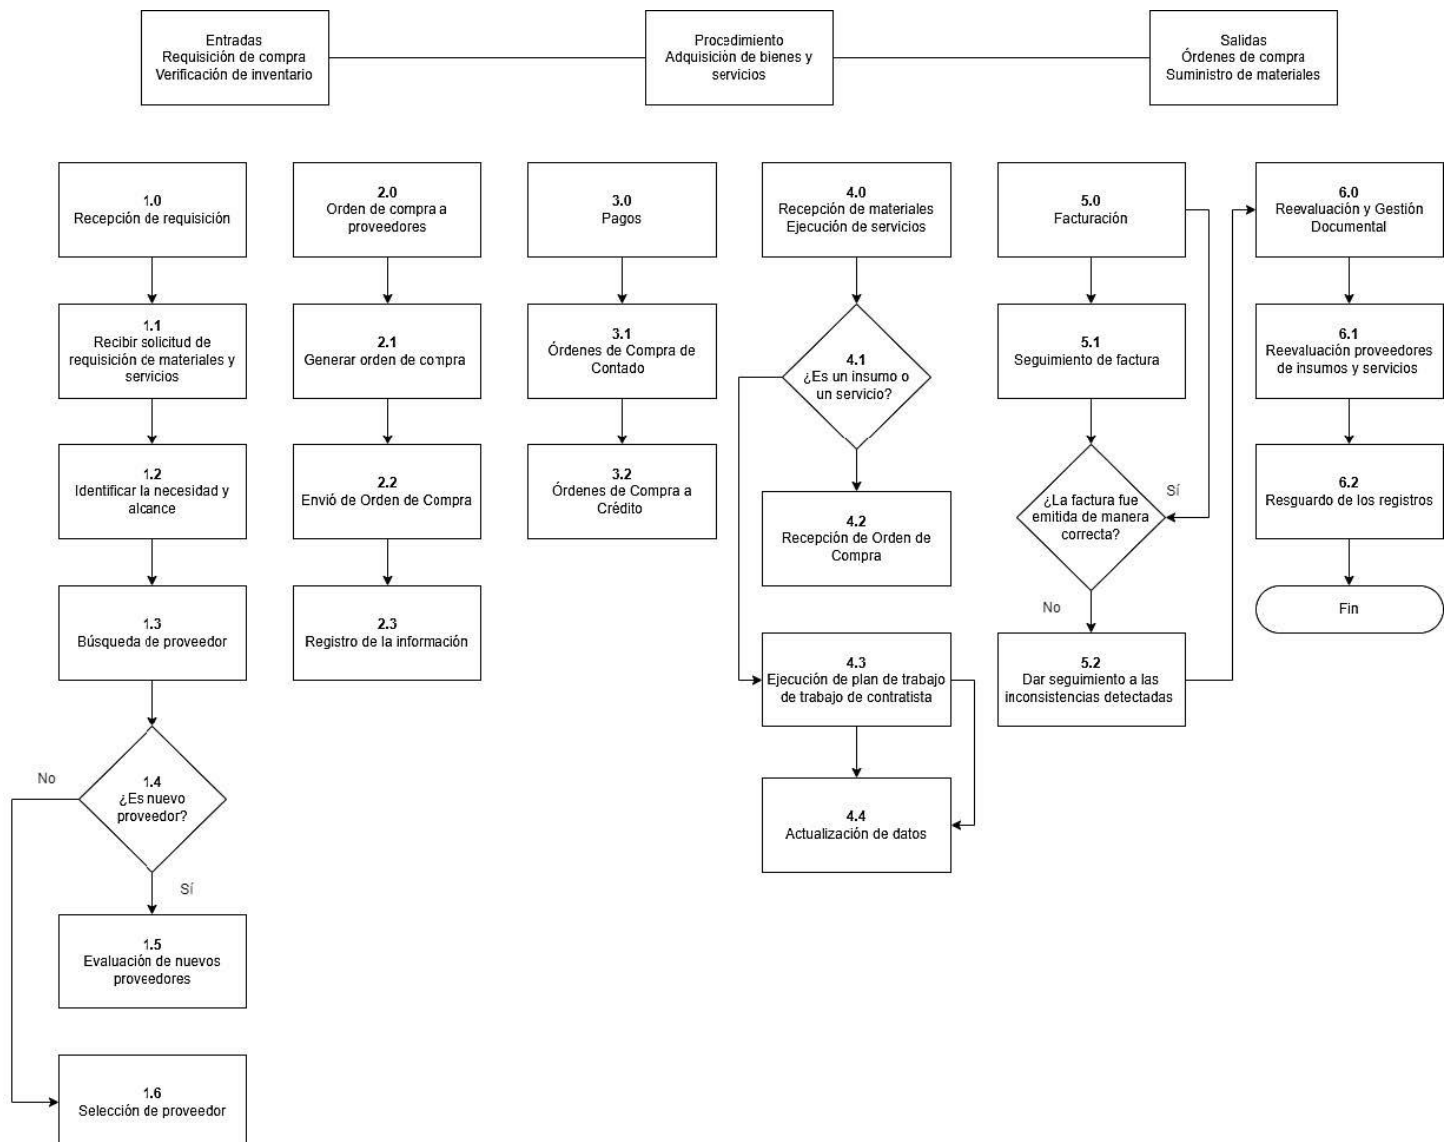 Entradas
Requisición de compra
Verificación de inventario
Procedimiento
Adquisición de bienes y
servicios
Salidas
Órdenes de compra
Suministro de materiales
1.0
Recepción de requisición
1.1
Recibir solicitud de
requisición de materiales y
servicios
1.2
Identificar la necesidad y
alcance
1.3
Búsqueda de proveedor
1.4
¿Es nuevo
proveedor?
No
Sí
1.5
Evaluación de nuevos
proveedores
1.6
Selección de proveedor
2.0
Orden de compra a
proveedores
2.1
Generar orden de compra
2.2
Envió de Orden de Compra
2.3
Registro de la información
3.0
Pagos
3.1
Órdenes de Compra de
Contado
3.2
Órdenes de Compra a
Crédito
4.0
Recepción de materiales
Ejecución de servicios
4.1
¿Es un insumo o
un servicio?
4.2
Recepción de Orden de
Compra
4.3
Ejecución de plan de trabajo
de trabajo de contratista
4.4
Actualización de datos
5.0
Facturación
5.1
Seguimiento de factura
¿La factura fue
emitida de manera
correcta?
Sí
No
5.2
Dar seguimiento a las
inconsistencias detectadas
6.0
Reevaluación y Gestión
Documental
6.1
Reevaluación proveedores
de insumos y servicios
6.2
Resguardo de los registros
Fin